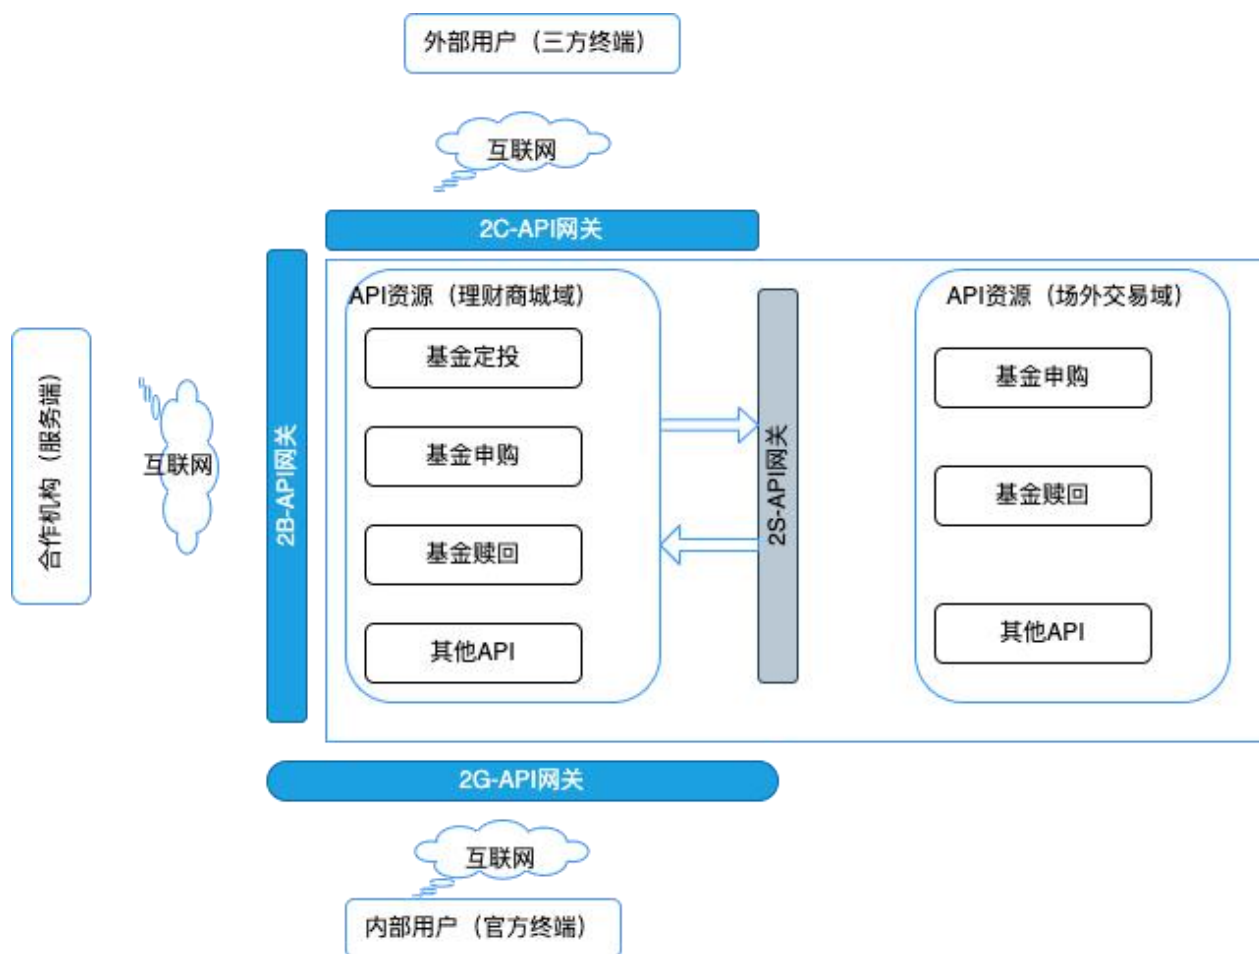 外部用户（三方终端）
互联网
2C-API网关
API资源（理财商城域）
基金定投
基金申购
基金赎回
其他API
API资源（场外交易域）
基金申购
基金赎回
其他API
2S-API网关
2B-API网关
互联网
合作机构（服务端）
2G-API网关
互联网
内部用户（官方终端）